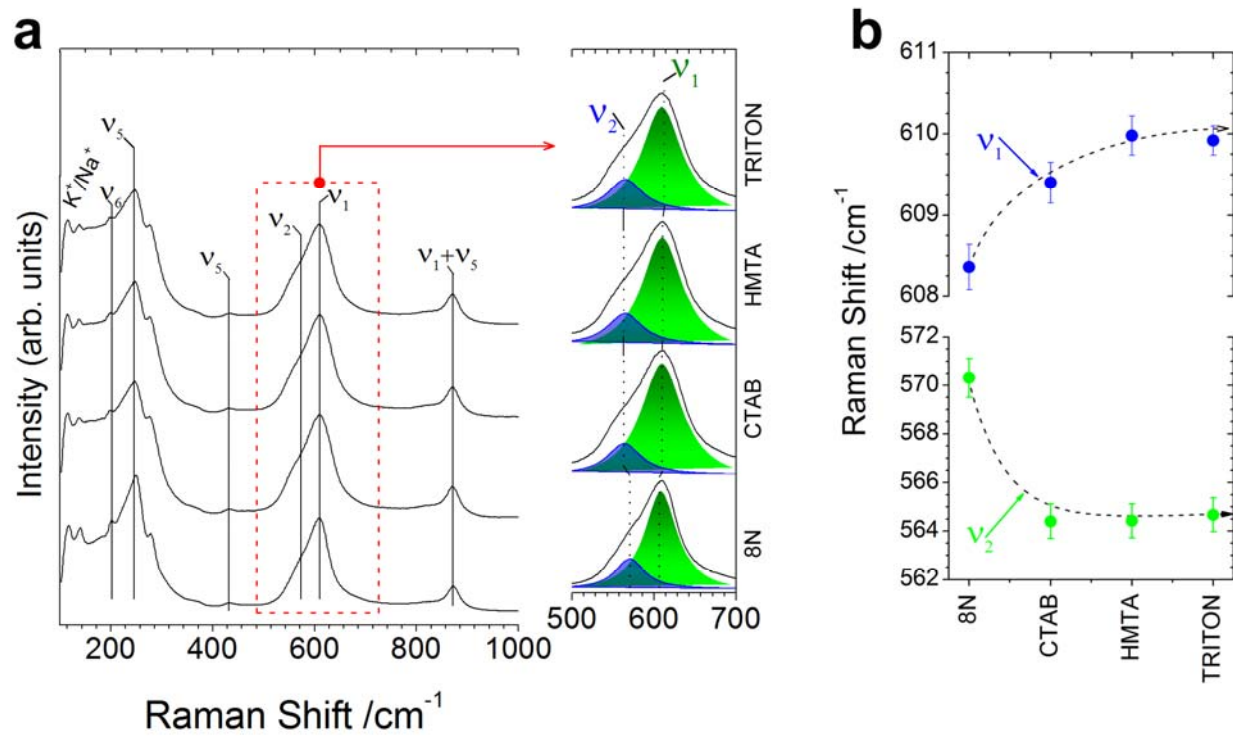 a
Intensity (arb. units)
K⁺/Na⁺
ν₆
ν₅
ν₅
ν₂
ν₁
ν₁+ν₅
200 400 600 800 1000
Raman Shift /cm⁻¹
ν₁
ν₂
TRITON
HMTA
CTAB
8N
500 600 700
b
Raman Shift /cm⁻¹
611
610
609
608
572
570
568
566
564
562
ν₁
ν₂
8N
CTAB
HMTA
TRITON